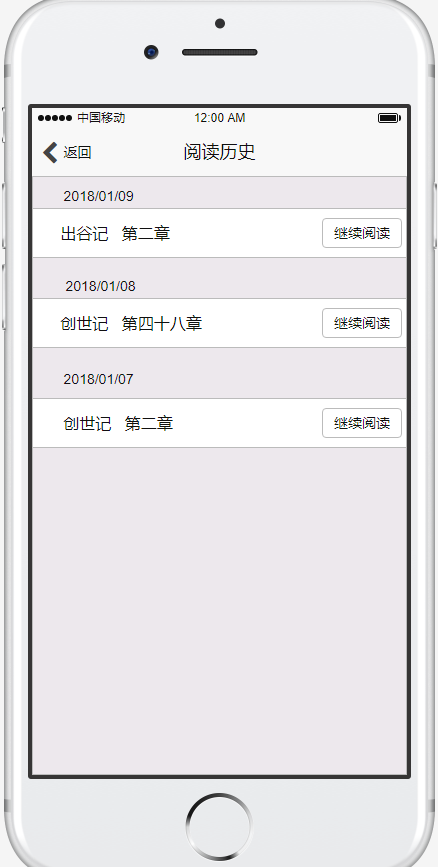 中国移动 12:00 AM
返回 阅读历史
2018/01/09
出谷记 第二章 继续阅读
2018/01/08
创世记 第四十八章 继续阅读
2018/01/07
创世记 第二章 继续阅读